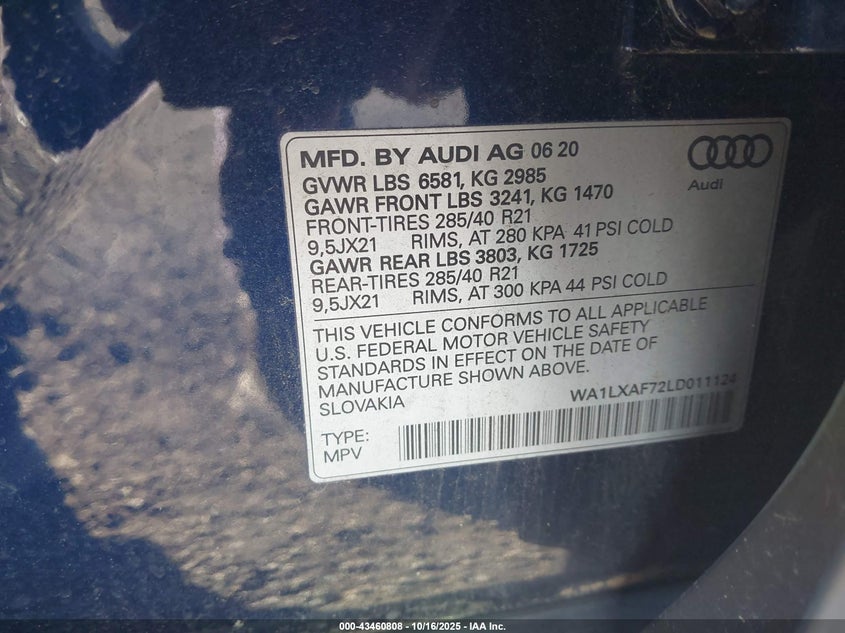 MFD. BY AUDI AG 06 20
Audi
GVWR LBS 6581, KG 2985
GAWR FRONT LBS 3241, KG 1470
FRONT-TIRES 285/40 R21
9,5JX21 RIMS, AT 280 KPA 41 PSI COLD
GAWR REAR LBS 3803, KG 1725
REAR-TIRES 285/40 R21
9,5JX21 RIMS, AT 300 KPA 44 PSI COLD
THIS VEHICLE CONFORMS TO ALL APPLICABLE
U.S. FEDERAL MOTOR VEHICLE SAFETY
STANDARDS IN EFFECT ON THE DATE OF
MANUFACTURE SHOWN ABOVE.
SLOVAKIA WA1LXAF72LD011124
TYPE:
MPV
000-43460808 - 10/16/2025 - IAA Inc.